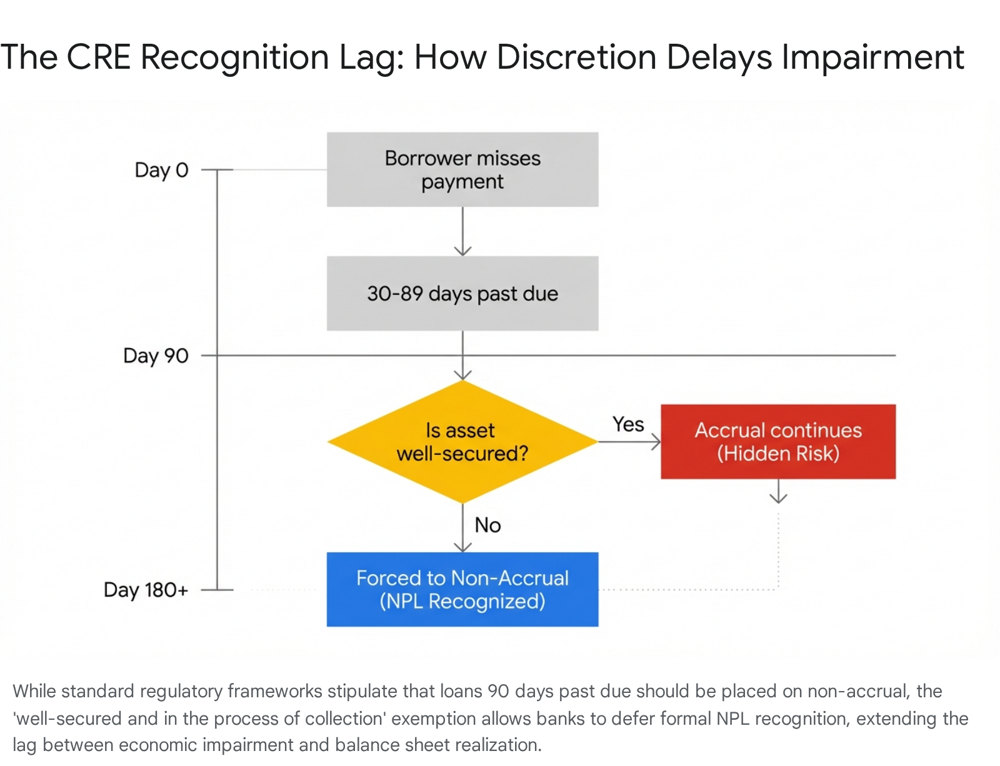 The CRE Recognition Lag: How Discretion Delays Impairment
Day 0
Borrower misses
payment
30-89 days past due
Day 90
Is asset
well-secured?
Yes
Accrual continues
(Hidden Risk)
No
Day 180+
Forced to Non-Accrual
(NPL Recognized)
While standard regulatory frameworks stipulate that loans 90 days past due should be placed on non-accrual, the
'well-secured and in the process of collection' exemption allows banks to defer formal NPL recognition, extending the
lag between economic impairment and balance sheet realization.